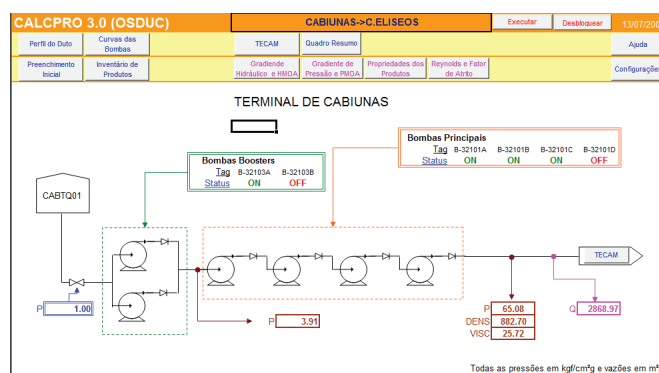 CALCPRO 3.0 (OSDUC)
CABIUNAS->C.ELISEOS
Executar
Desbloquear
13/07/200
Perfil do Duto
Curvas das
Bombas
TECAM
Quadro Resumo
Ajuda
Preenchimento
Inicial
Inventário de
Produtos
Gradiende
Hidráulico e HMOA
Gradiente de
Pressão e PMOA
Propriedades dos
Produtos
Reynolds e Fator
de Atrito
Configurações
TERMINAL DE CABIUNAS
Bombas Principais
Tag B-32101A B-32101B B-32101C B-32101D
Status ON ON ON OFF
Bombas Boosters
Tag B-32103A B-32103B
Status ON OFF
CABTQ01
TECAM
P 1.00
P 3.91
P 65.08
DENS 882.70
VISC 25.72
Q 2868.97
Todas as pressões em kgf/cm²g e vazões em m³